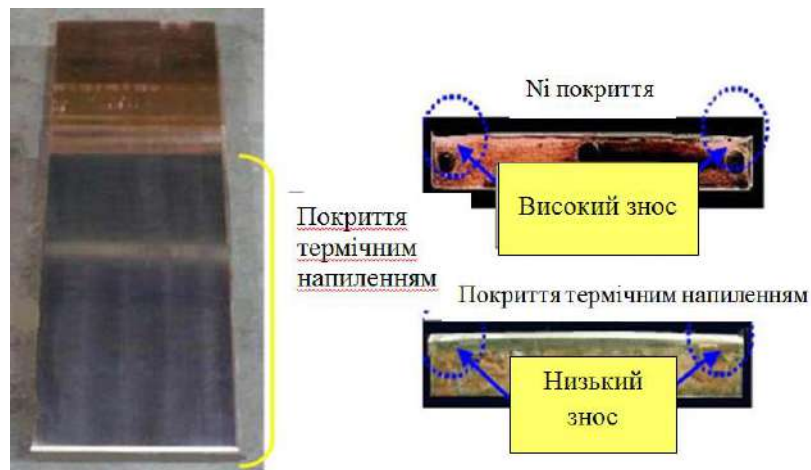 Покриття
термічним
напиленням
Ni покриття
Високий знос
Покриття термічним напиленням
Низький
знос